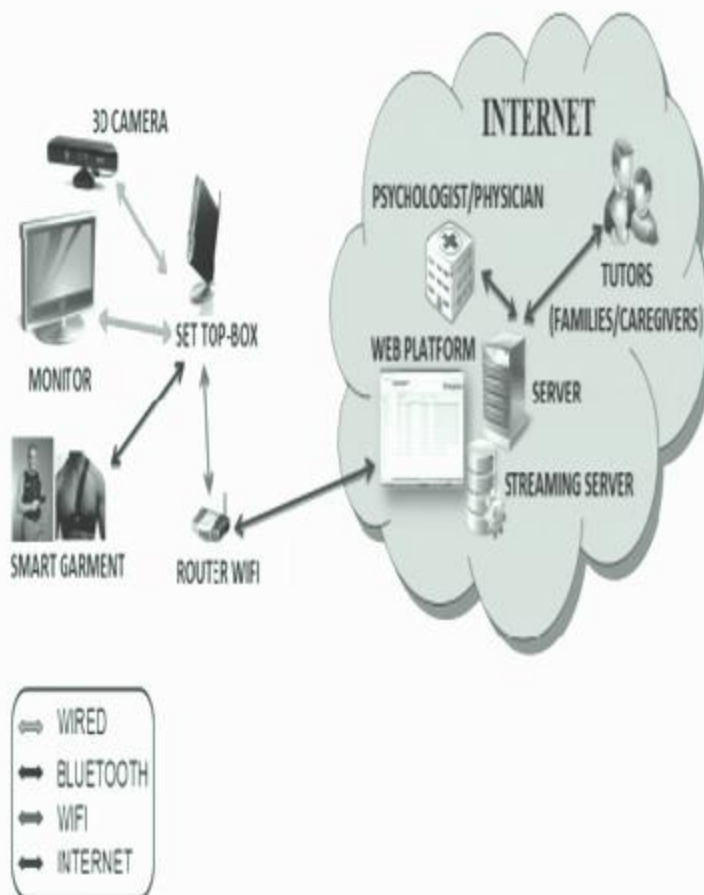 3D CAMERA
INTERNET
PSYCHOLOGIST/PHYSICIAN
TUTORS
(FAMILIES/CAREGIVERS)
SET TOP-BOX
WEB PLATFORM
MONITOR
SERVER
STREAMING SERVER
SMART GARMENT
ROUTER WIFI
WIRED
BLUETOOTH
WIFI
INTERNET